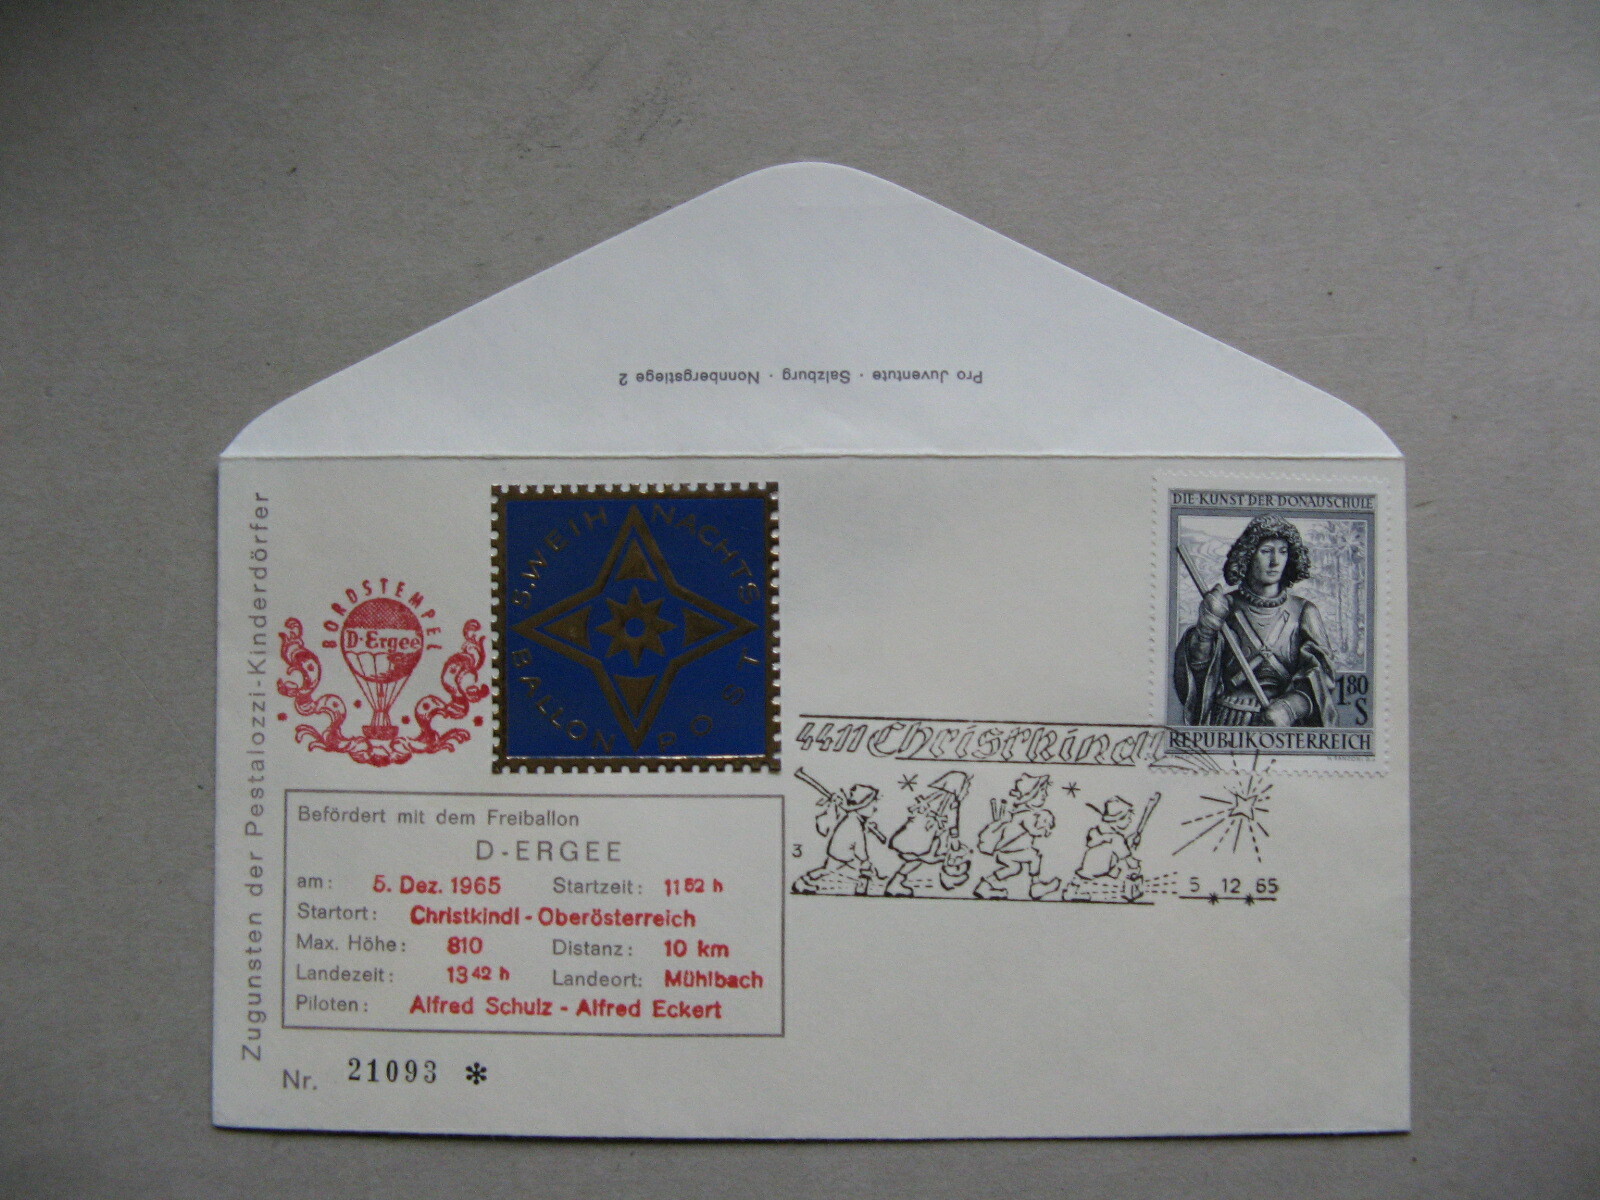 Pro Juventute · Salzburg · Nonnbergstiege 2
Zugunsten der Pestalozzi-Kinderdörfer
BORDSTEMPEL
D-Ergee
5. WEIHNACHTS
BALLONPOST
DIE KUNST DER DONAUSCHULE
1.80
S
REPUBLIK ÖSTERREICH
4411 Christkindl
3
5 12 65
Befördert mit dem Freiballon
D-ERGEE
am: 5. Dez. 1965 Startzeit: 11 52 h
Startort: Christkindl - Oberösterreich
Max. Höhe: 810 Distanz: 10 km
Landezeit: 13 42 h Landeort: Mühlbach
Piloten: Alfred Schulz - Alfred Eckert
Nr. 21093 *